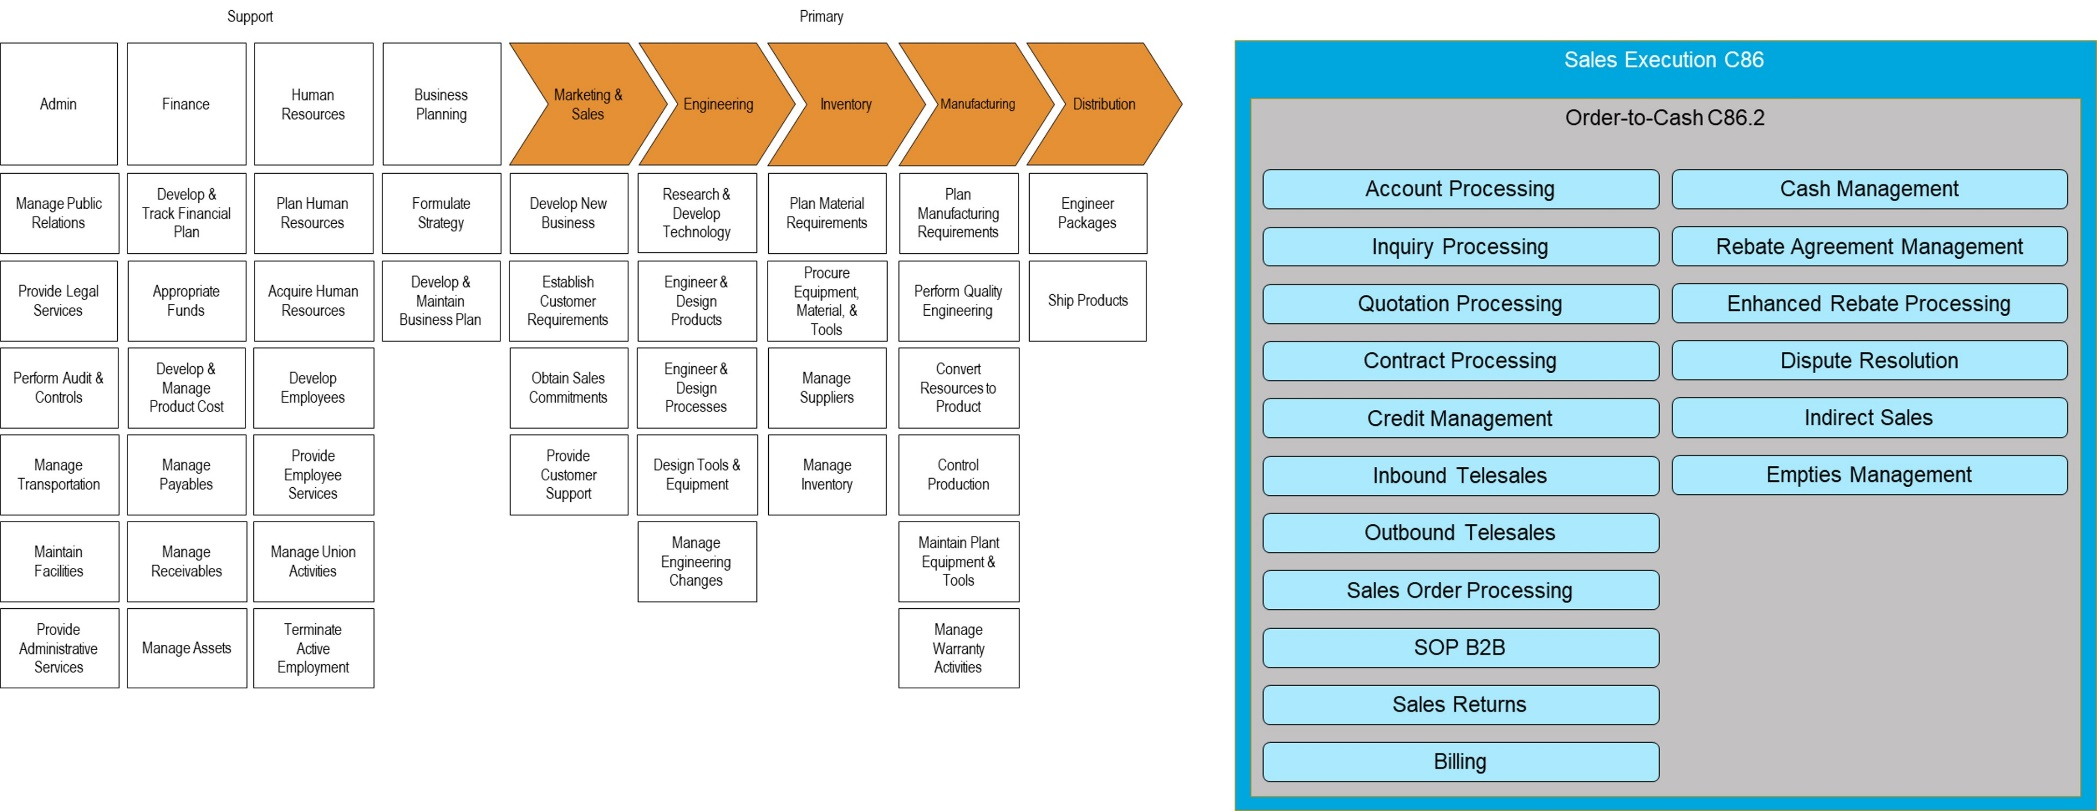 Support
Primary
Admin
Finance
Human
Resources
Business
Planning
Marketing &
Sales
Engineering
Inventory
Manufacturing
Distribution
Manage Public
Relations
Develop &
Track Financial
Plan
Plan Human
Resources
Formulate
Strategy
Develop New
Business
Research &
Develop
Technology
Plan Material
Requirements
Plan
Manufacturing
Requirements
Engineer
Packages
Provide Legal
Services
Appropriate
Funds
Acquire Human
Resources
Develop &
Maintain
Business Plan
Establish
Customer
Requirements
Engineer &
Design
Products
Procure
Equipment,
Material, &
Tools
Perform Quality
Engineering
Ship Products
Perform Audit &
Controls
Develop &
Manage
Product Cost
Develop
Employees
Obtain Sales
Commitments
Engineer &
Design
Processes
Manage
Suppliers
Convert
Resources to
Product
Manage
Transportation
Manage
Payables
Provide
Employee
Services
Provide
Customer
Support
Design Tools &
Equipment
Manage
Inventory
Control
Production
Maintain
Facilities
Manage
Receivables
Manage Union
Activities
Manage
Engineering
Changes
Maintain Plant
Equipment &
Tools
Provide
Administrative
Services
Manage Assets
Terminate
Active
Employment
Manage
Warranty
Activities
Sales Execution C86
Order-to-Cash C86.2
Account Processing
Inquiry Processing
Quotation Processing
Contract Processing
Credit Management
Inbound Telesales
Outbound Telesales
Sales Order Processing
SOP B2B
Sales Returns
Billing
Cash Management
Rebate Agreement Management
Enhanced Rebate Processing
Dispute Resolution
Indirect Sales
Empties Management